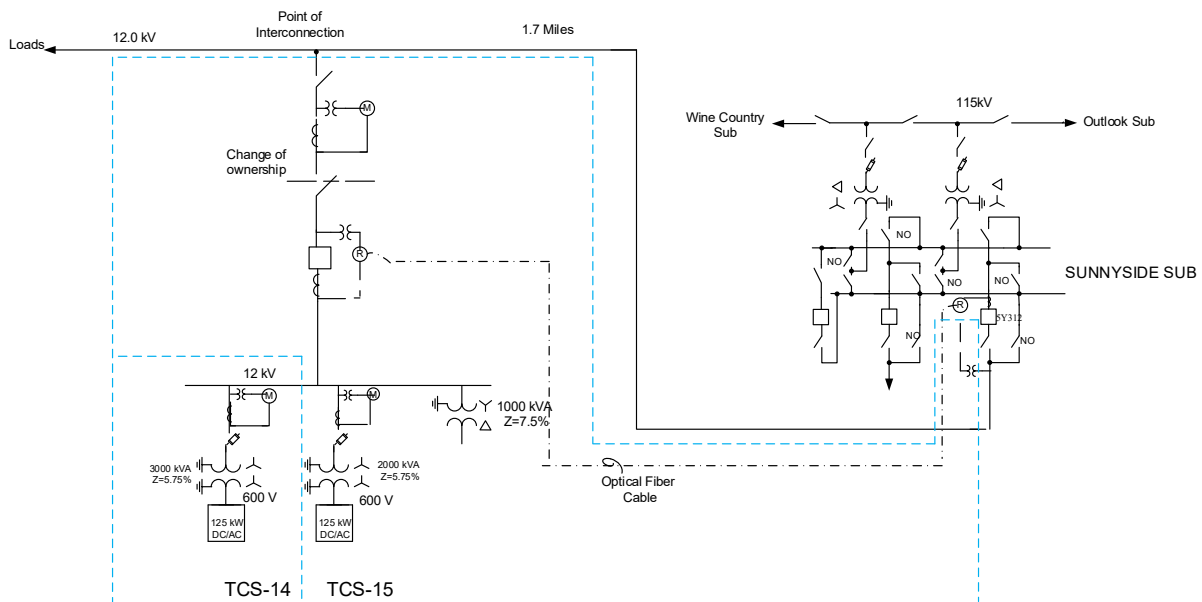 Point of
Interconnection
12.0 kV
1.7 Miles
Loads
M
115kV
Wine Country
Sub
Outlook Sub
Change of
ownership
NO
R
NO
NO
NO
NO
SUNNYSIDE SUB
R
5Y312
NO
NO
12 kV
M
M
1000 kVA
Z=7.5%
3000 kVA
Z=5.75%
2000 kVA
Z=5.75%
600 V
600 V
Optical Fiber
Cable
125 kW
DC/AC
125 kW
DC/AC
TCS-14
TCS-15